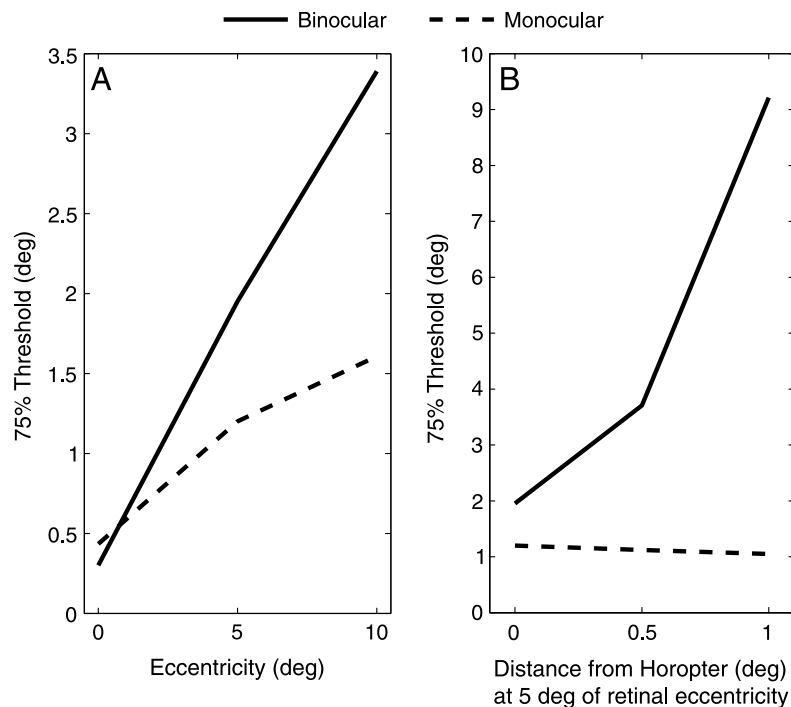 Binocular
Monocular
A
3.5
3
2.5
2
1.5
1
0.5
0
75% Threshold (deg)
0
5
10
Eccentricity (deg)
B
10
9
8
7
6
5
4
3
2
1
0
75% Threshold (deg)
0
0.5
1
Distance from Horopter (deg)
at 5 deg of retinal eccentricity